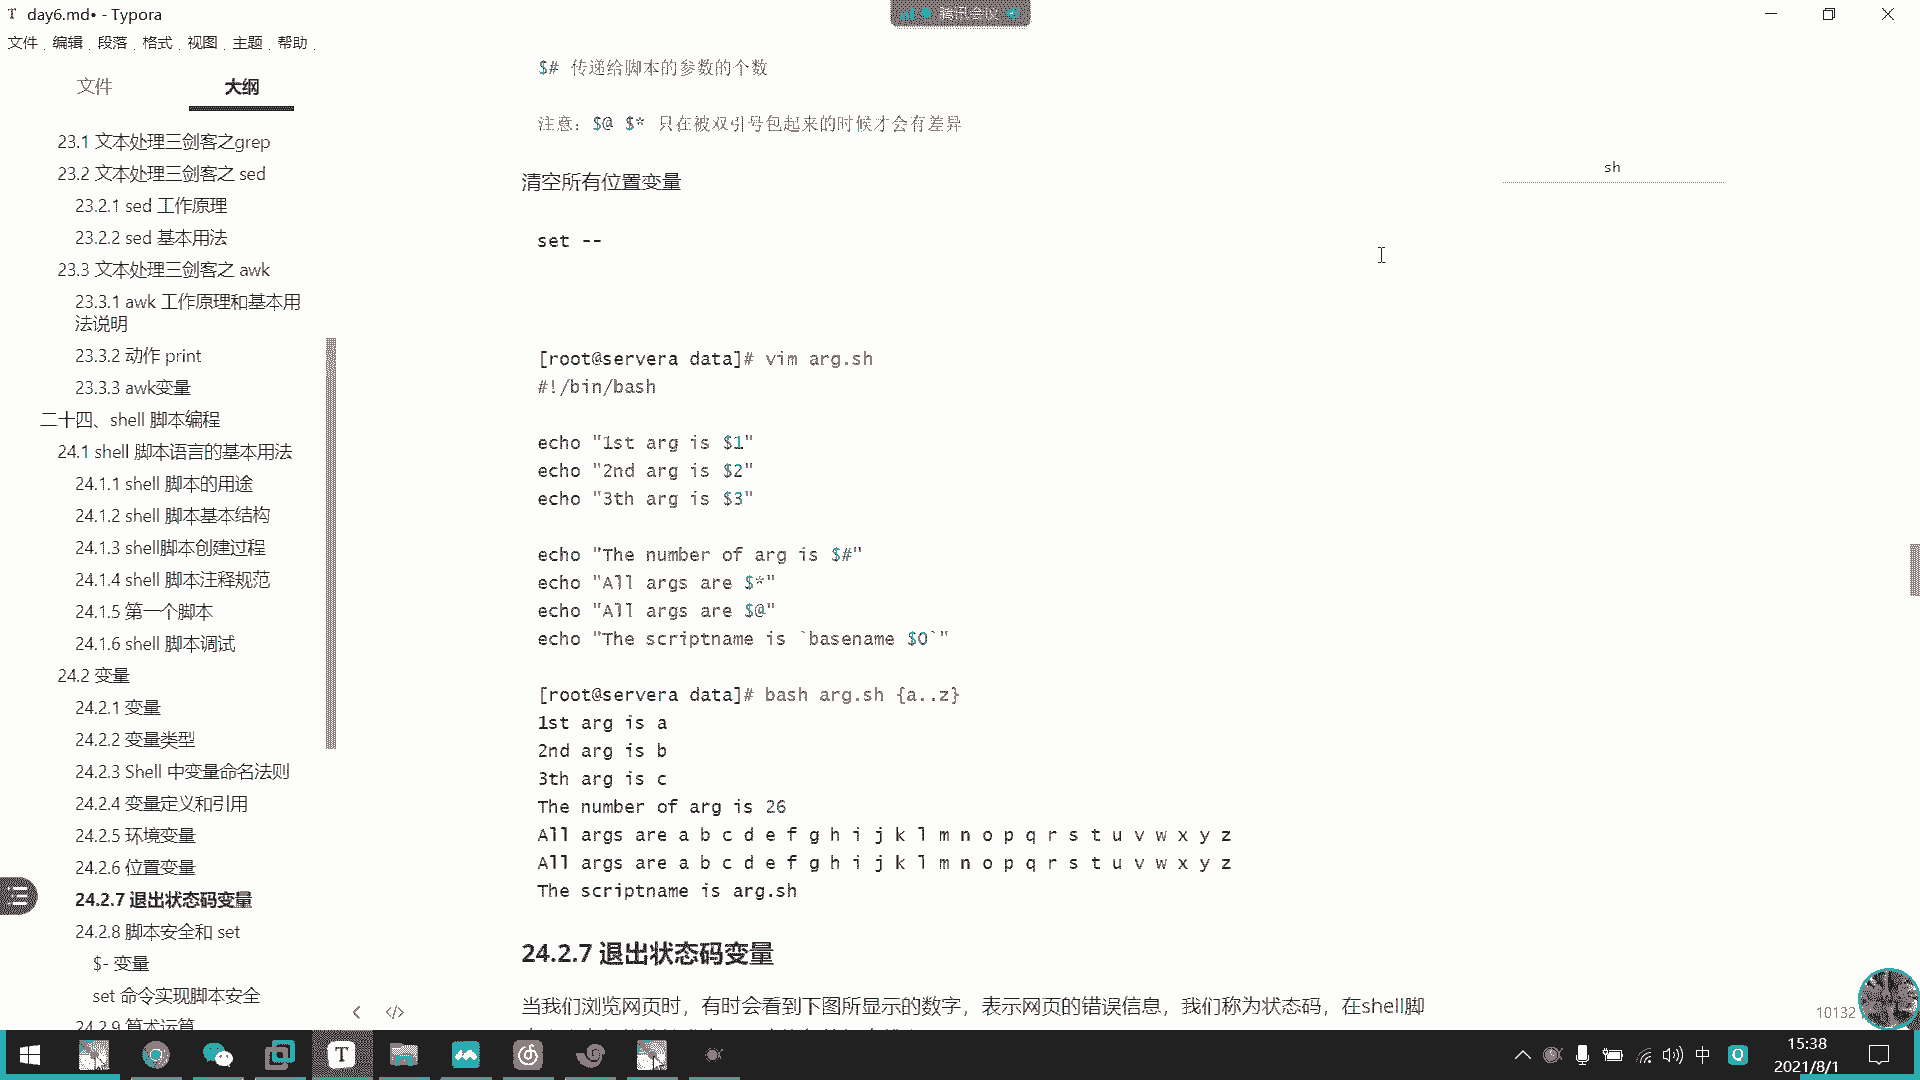 day6.md• - Typora
腾讯会议
文件 编辑 段落 格式 视图 主题 帮助
文件
大纲
23.1 文本处理三剑客之grep
23.2 文本处理三剑客之 sed
23.2.1 sed 工作原理
23.2.2 sed 基本用法
23.3 文本处理三剑客之 awk
23.3.1 awk 工作原理和基本用
法说明
23.3.2 动作 print
23.3.3 awk变量
二十四、shell 脚本编程
24.1 shell 脚本语言的基本用法
24.1.1 shell 脚本的用途
24.1.2 shell 脚本基本结构
24.1.3 shell脚本创建过程
24.1.4 shell 脚本注释规范
24.1.5 第一个脚本
24.1.6 shell 脚本调试
24.2 变量
24.2.1 变量
24.2.2 变量类型
24.2.3 Shell 中变量命名法则
24.2.4 变量定义和引用
24.2.5 环境变量
24.2.6 位置变量
24.2.7 退出状态码变量
24.2.8 脚本安全和 set
$- 变量
set 命令实现脚本安全
24.2.9 算术运算
$# 传递给脚本的参数的个数
注意：$@ $* 只在被双引号包起来的时候才会有差异
清空所有位置变量
sh
set --
[root@servera data]# vim arg.sh
#!/bin/bash
echo "1st arg is $1"
echo "2nd arg is $2"
echo "3th arg is $3"
echo "The number of arg is $#"
echo "All args are $*"
echo "All args are $@"
echo "The scriptname is `basename $0`"
[root@servera data]# bash arg.sh {a..z}
1st arg is a
2nd arg is b
3th arg is c
The number of arg is 26
All args are a b c d e f g h i j k l m n o p q r s t u v w x y z
All args are a b c d e f g h i j k l m n o p q r s t u v w x y z
The scriptname is arg.sh
24.2.7 退出状态码变量
当我们浏览网页时，有时会看到下图所显示的数字，表示网页的错误信息，我们称为状态码，在shell脚
10132
中
15:38
2021/8/1